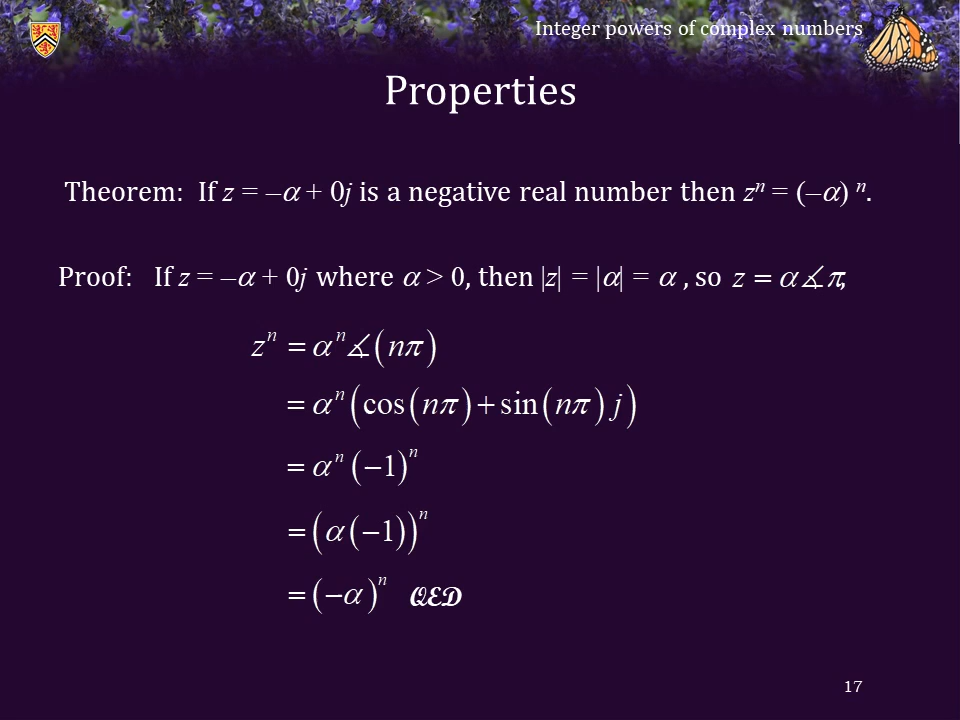 Integer powers of complex numbers
Properties
Theorem: If z = –α + 0j is a negative real number then zⁿ = (–α) ⁿ.
Proof: If z = –α + 0j where α > 0, then |z| = |α| = α , so z = α∡π,
zⁿ = αⁿ∡(nπ)
= αⁿ(cos(nπ) + sin(nπ) j)
= αⁿ(−1)ⁿ
= (α(−1))ⁿ
= (−α)ⁿ QED
17